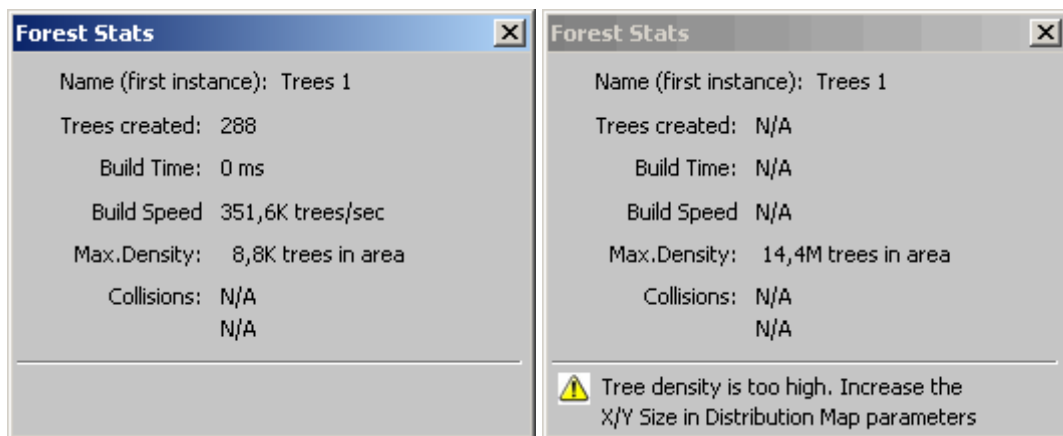 Forest Stats
Name (first instance): Trees 1
Trees created: 288
Build Time: 0 ms
Build Speed 351,6K trees/sec
Max.Density: 8,8K trees in area
Collisions: N/A
N/A
Forest Stats
Name (first instance): Trees 1
Trees created: N/A
Build Time: N/A
Build Speed N/A
Max.Density: 14,4M trees in area
Collisions: N/A
N/A
Tree density is too high. Increase the
X/Y Size in Distribution Map parameters